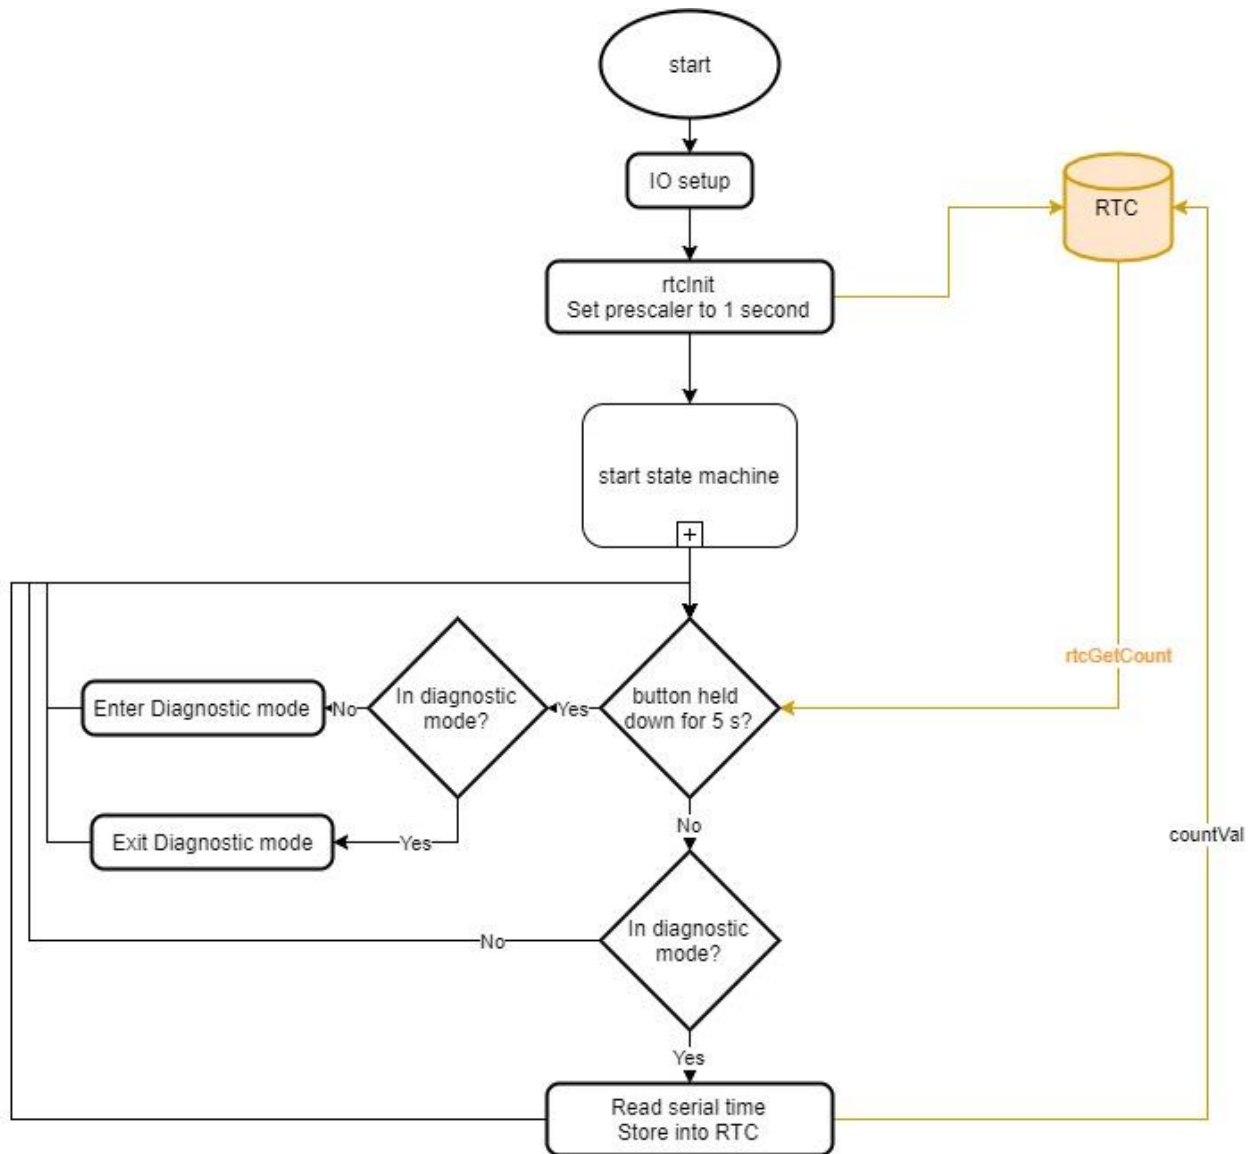 start
IO setup
RTC
rtcInit
Set prescaler to 1 second
start state machine
+
rtcGetCount
Enter Diagnostic mode
No
In diagnostic
mode?
Yes
button held
down for 5 s?
Exit Diagnostic mode
Yes
No
countVal
No
In diagnostic
mode?
Yes
Read serial time
Store into RTC